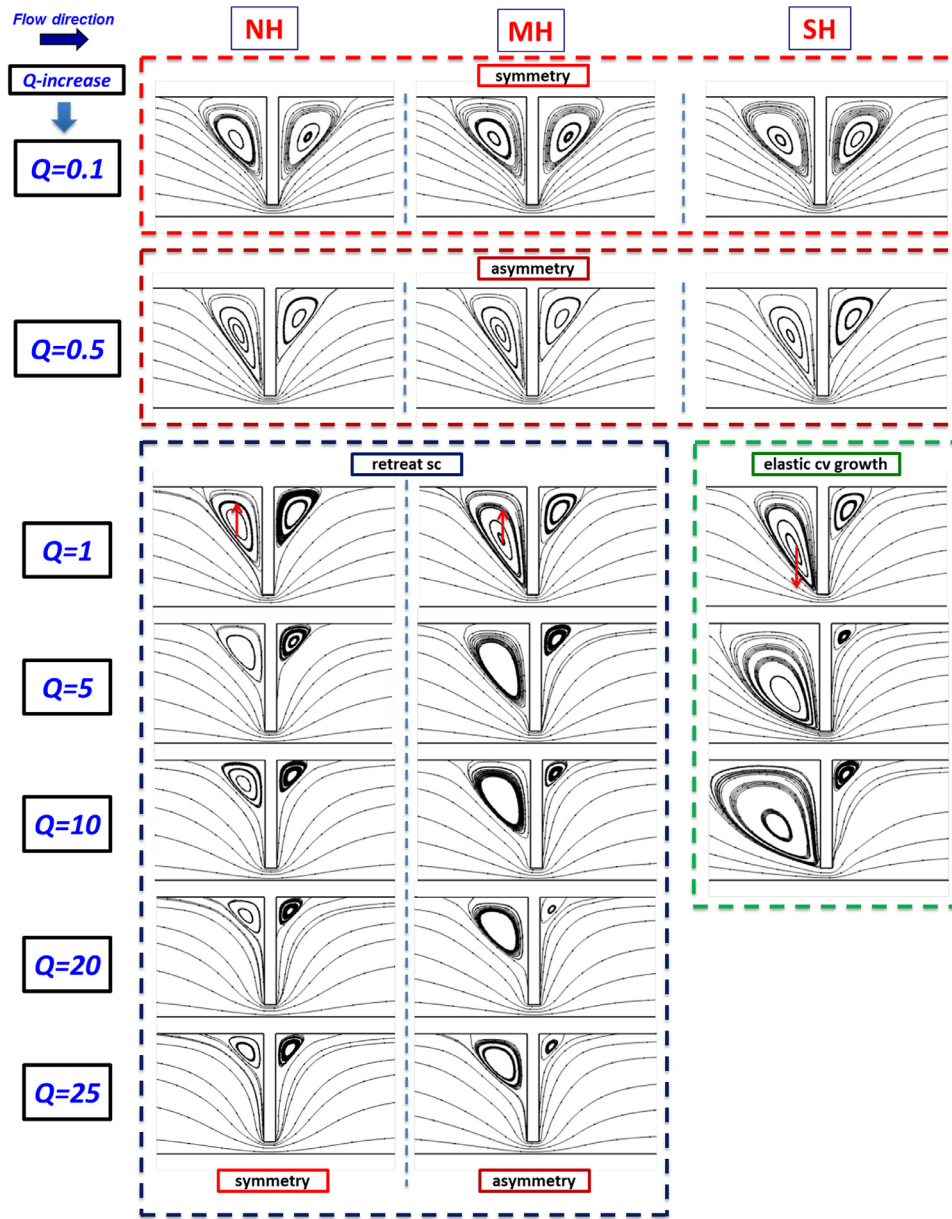 Flow direction
NH
MH
SH
Q-increase
symmetry
Q=0.1
asymmetry
Q=0.5
retreat sc
elastic cv growth
Q=1
Q=5
Q=10
Q=20
Q=25
symmetry
asymmetry